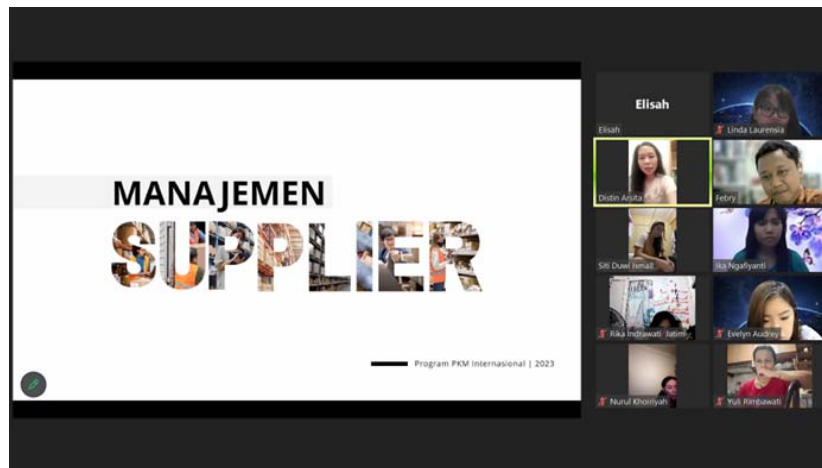 MANAJEMEN
SUPPLIER
Program PKM Internasional | 2023
Elisah
Elisah
Linda Laurensia
Distin Arsita
Febry
Siti Duwi Ismail
Ika Ngafiyanti
Rika Indrawati Jatim
Evelyn Audrey
Nurul Khoiriyah
Yuli Rimbawati